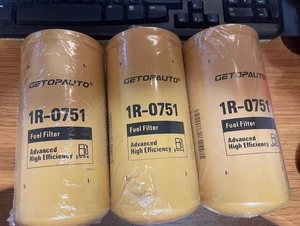 GETOPAUTO®
1R-0751
Fuel Filter
Advanced
High Efficiency
GETOPAUTO®
1R-0751
Fuel Filter
Advanced
High Efficiency
GETOPAUTO®
1R-0751
Fuel Filter
Advanced
High Efficiency